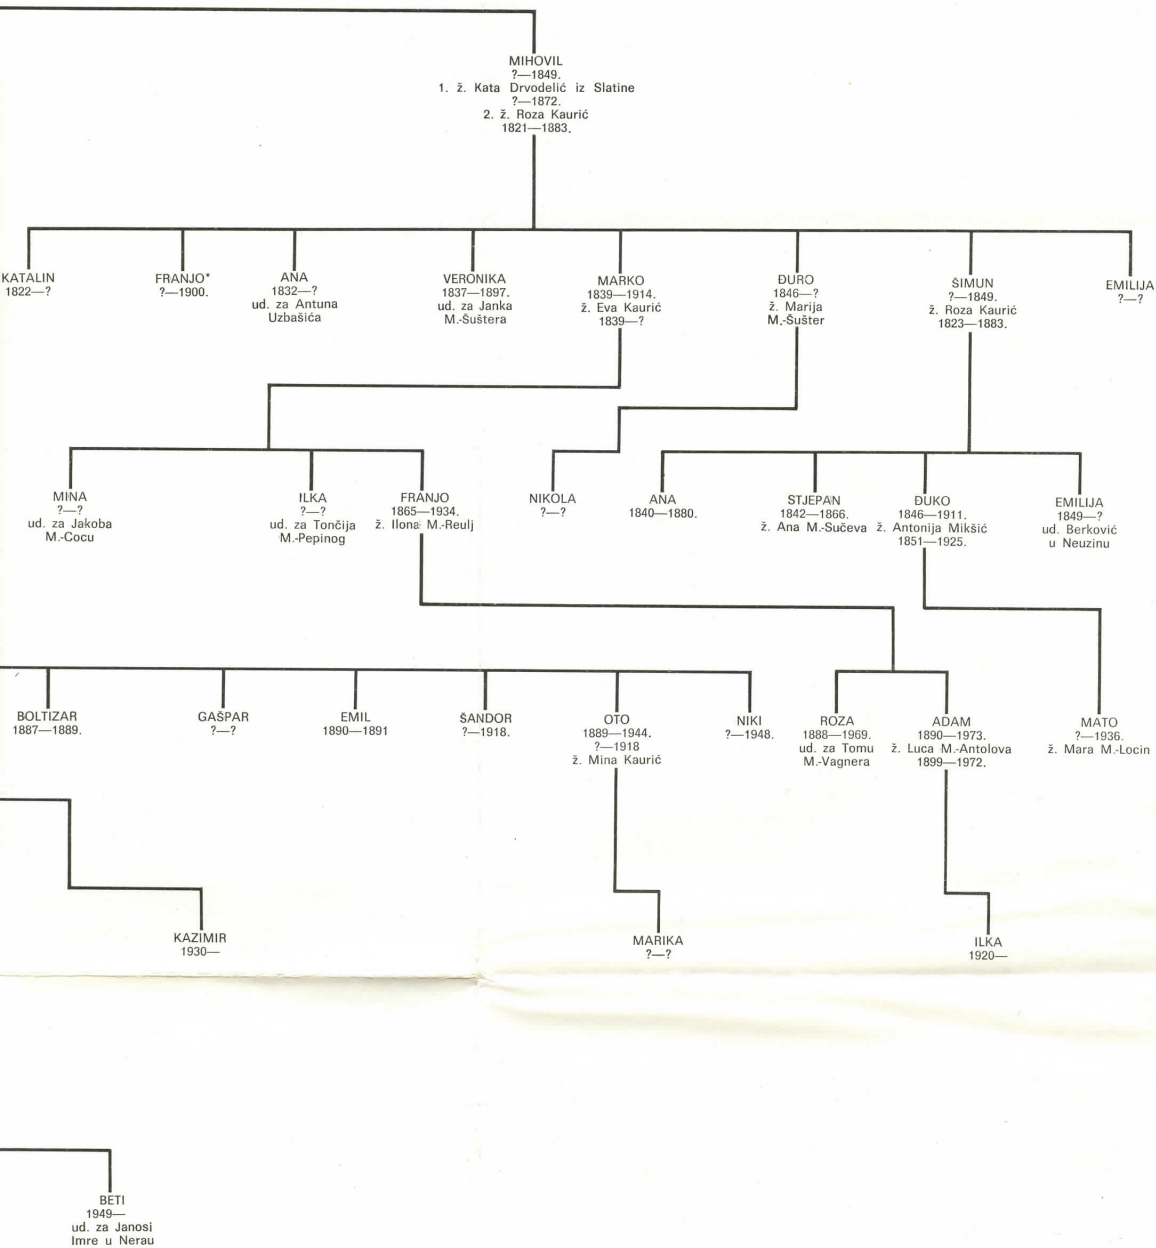 MIHOVIL
?—1849.
1. ž. Kata Drvodelić iz Slatine
?—1872.
2. ž. Roza Kaurić
1821—1883.
KATALIN
1822—?
FRANJO*
?—1900.
ANA
1832—?
ud. za Antuna
Uzbašića
VERONIKA
1837—1897.
ud. za Janka
M.-Šuštera
MARKO
1839—1914.
ž. Eva Kaurić
1839—?
ĐURO
1846—?
ž. Marija
M.-Šušter
ŠIMUN
?—1849.
ž. Roza Kaurić
1823—1883.
EMILIJA
?—?
MINA
?—?
ud. za Jakoba
M.-Cocu
ILKA
?—?
ud. za Tončija
M.-Pepinog
FRANJO
1865—1934.
ž. Ilona M.-Reulj
NIKOLA
?—?
ANA
1840—1880.
STJEPAN
1842—1866.
ž. Ana M.-Sučeva
ĐUKO
1846—1911.
ž. Antonija Mikšić
1851—1925.
EMILIJA
1849—?
ud. Berković
u Neuzinu
BOLTIZAR
1887—1889.
GAŠPAR
?—?
EMIL
1890—1891
ŠANDOR
?—1918.
OTO
1889—1944.
?—1918
ž. Mina Kaurić
NIKI
?—1948.
ROZA
1888—1969.
ud. za Tomu
M.-Vagnera
ADAM
1890—1973.
ž. Luca M.-Antolova
1899—1972.
MATO
?—1936.
ž. Mara M.-Locin
KAZIMIR
1930—
MARIKA
?—?
ILKA
1920—
BETI
1949—
ud. za Janosi
Imre u Nerau